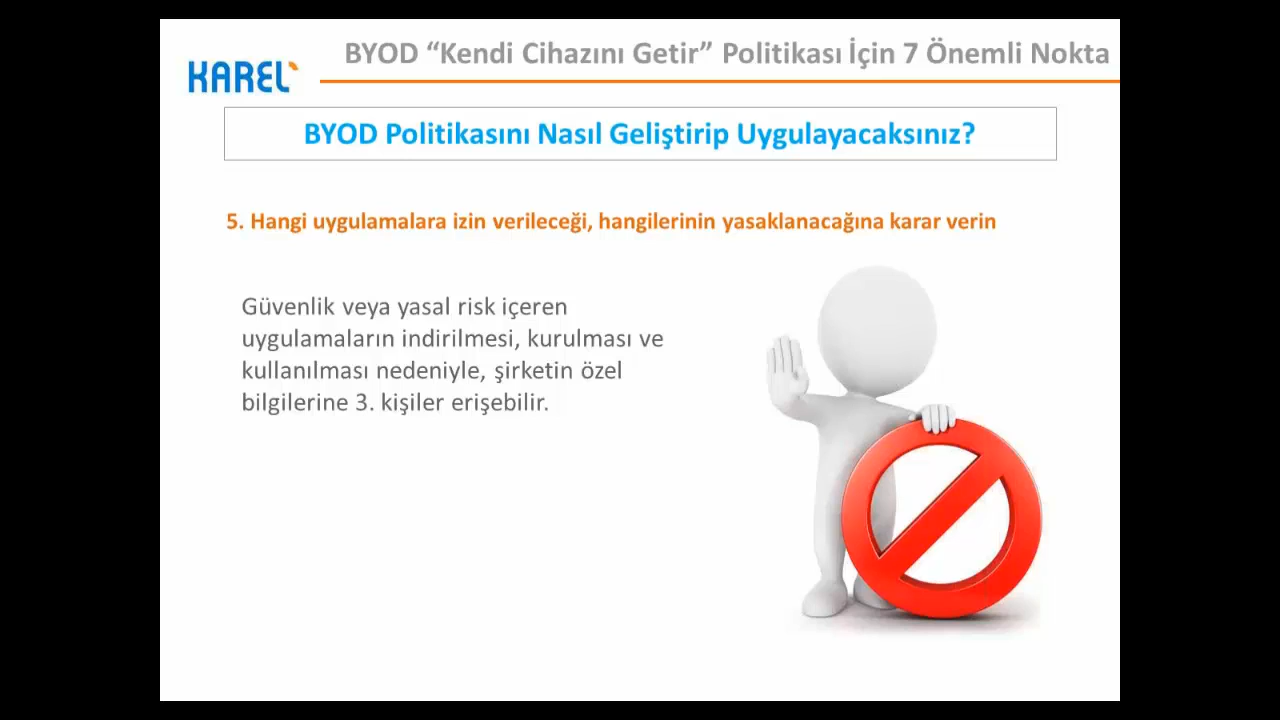 BYOD “Kendi Cihazını Getir” Politikası İçin 7 Önemli Nokta
KAREL
BYOD Politikasını Nasıl Geliştirip Uygulayacaksınız?
5. Hangi uygulamalara izin verileceği, hangilerinin yasaklanacağına karar verin
Güvenlik veya yasal risk içeren
uygulamaların indirilmesi, kurulması ve
kullanılması nedeniyle, şirketin özel
bilgilerine 3. kişiler erişebilir.